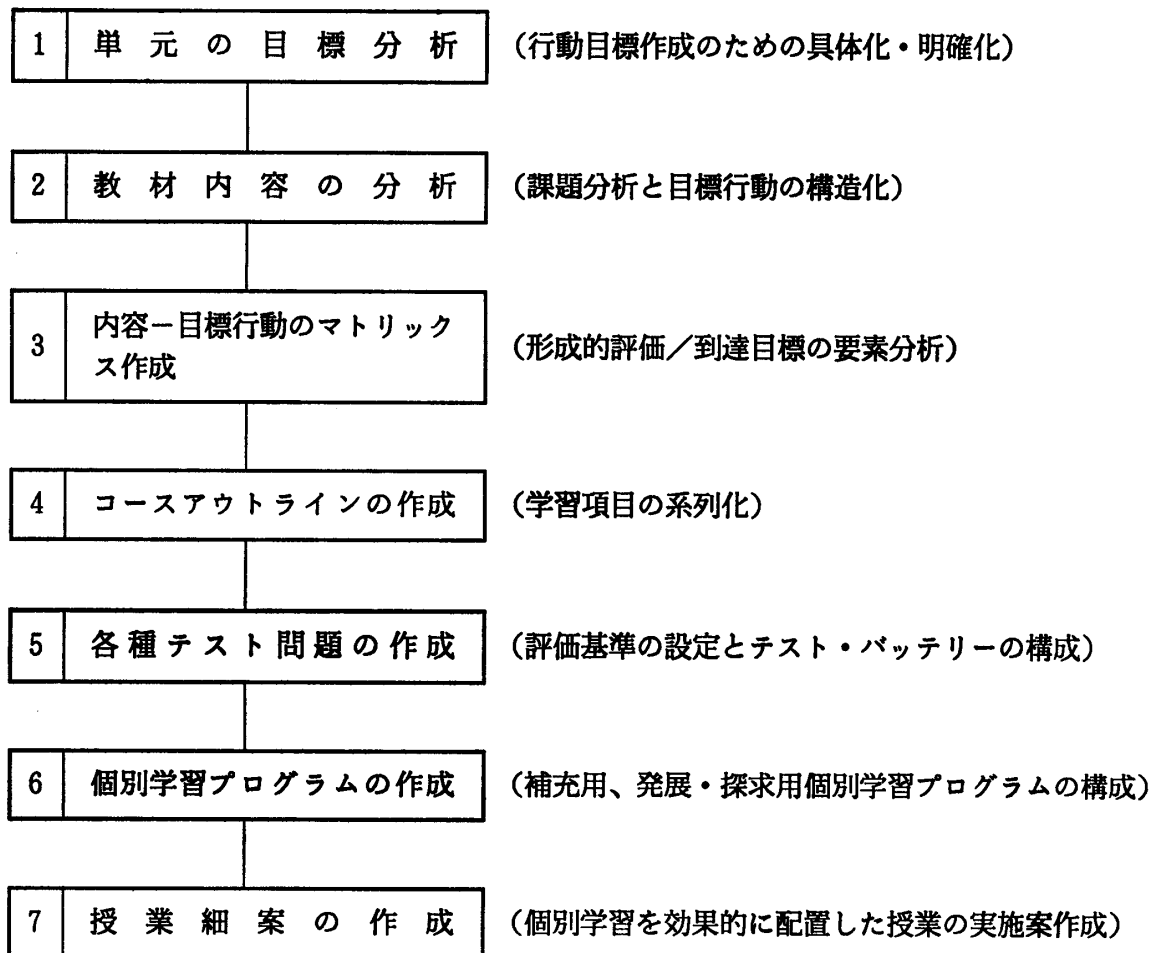 1 単元の目標分析 (行動目標作成のための具体化・明確化)
2 教材内容の分析 (課題分析と目標行動の構造化)
3 内容−目標行動のマトリック
ス作成 (形成的評価/到達目標の要素分析)
4 コースアウトラインの作成 (学習項目の系列化)
5 各種テスト問題の作成 (評価基準の設定とテスト・バッテリーの構成)
6 個別学習プログラムの作成 (補充用、発展・探求用個別学習プログラムの構成)
7 授業細案の作成 (個別学習を効果的に配置した授業の実施案作成)